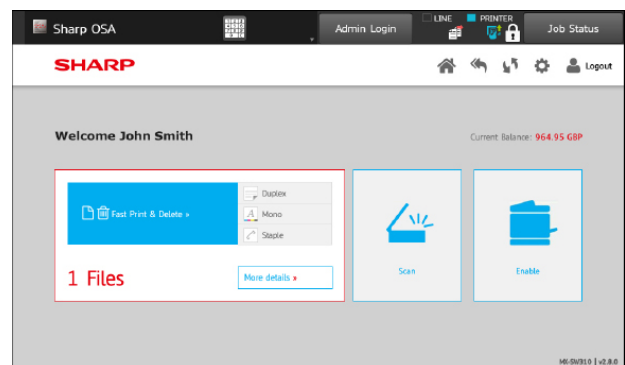 Sharp OSA
Admin Login
LINE
PRINTER
Job Status
SHARP
Logout
Welcome John Smith
Current Balance: 964.95 GBP
Fast Print & Delete »
Duplex
A Mono
Staple
1 Files
More details »
Scan
Enable
MK-SW310 | v2.8.0